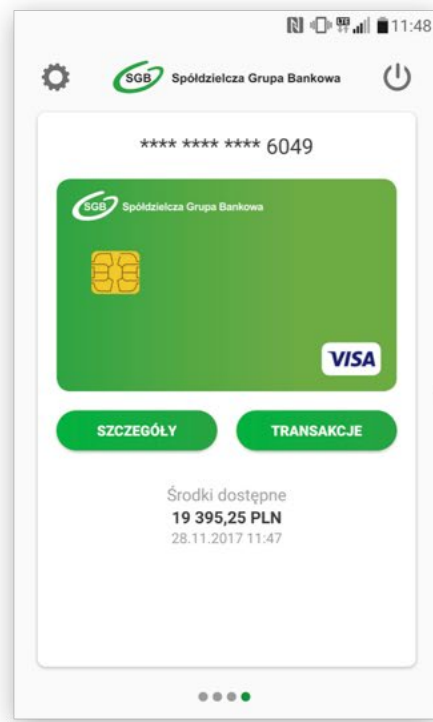 11:48
SGB Spółdzielcza Grupa Bankowa
**** **** **** 6049
SGB Spółdzielcza Grupa Bankowa
VISA
SZCZEGÓŁY TRANSAKCJE
Środki dostępne
19 395,25 PLN
28.11.2017 11:47